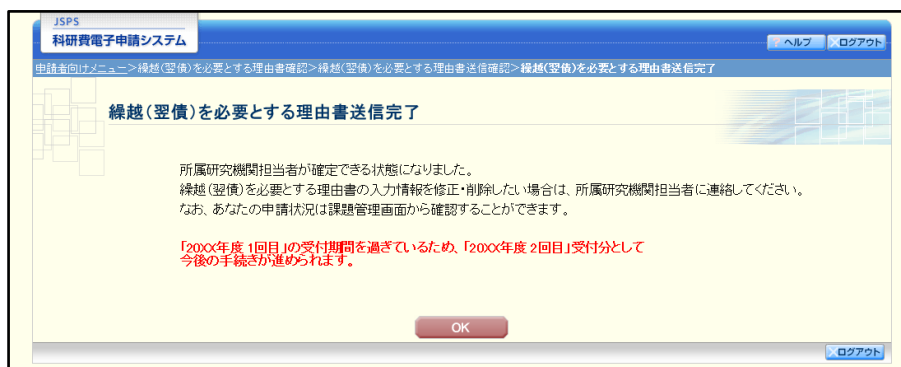 JSPS
科研費電子申請システム
? ヘルプ
×ログアウト
申請者向けメニュー>繰越(翌債)を必要とする理由書確認>繰越(翌債)を必要とする理由書送信確認>繰越(翌債)を必要とする理由書送信完了
繰越(翌債)を必要とする理由書送信完了
所属研究機関担当者が確定できる状態になりました。
繰越(翌債)を必要とする理由書の入力情報を修正・削除したい場合は、所属研究機関担当者に連絡してください。
なお、あなたの申請状況は課題管理画面から確認することができます。
「20XX年度 1回目」の受付期間を過ぎているため、「20XX年度 2回目」受付分として
今後の手続きが進められます。
OK
×ログアウト